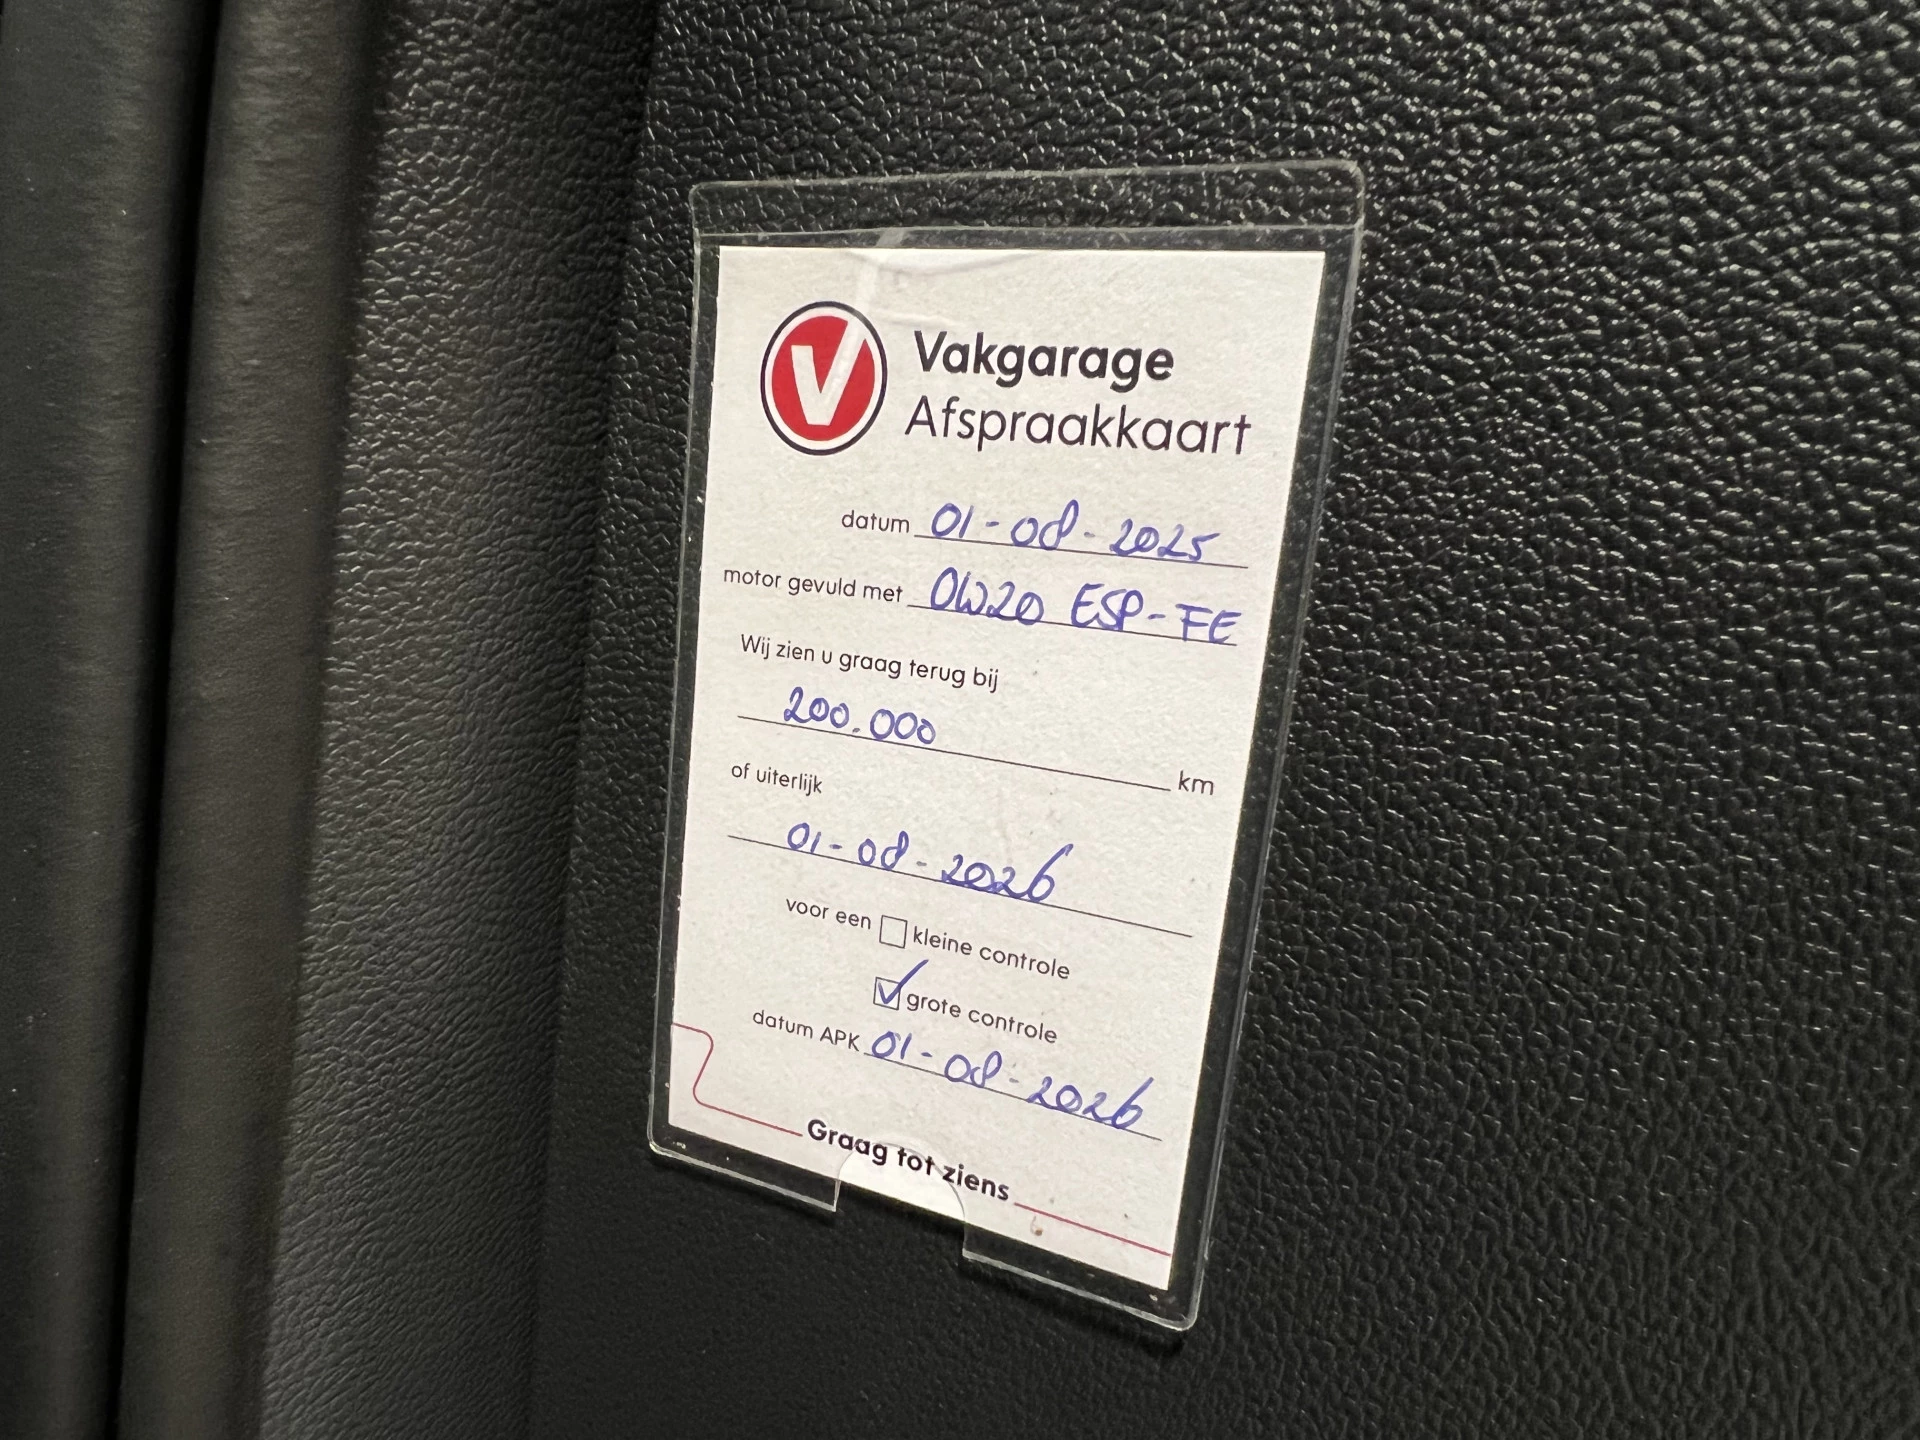 V
Vakgarage
Afspraakkaart
datum 01-08-2025
motor gevuld met 0W20 ESP-FE
Wij zien u graag terug bij
200.000 km
of uiterlijk
01-08-2026
voor een kleine controle
grote controle
datum APK 01-08-2026
Graag tot ziens